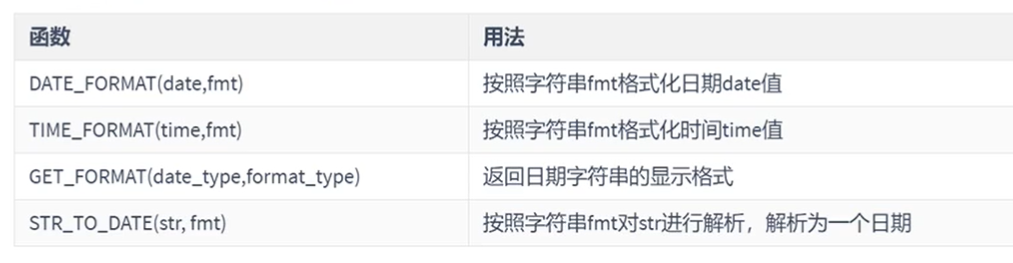 函数 用法
DATE_FORMAT(date,fmt) 按照字符串fmt格式化日期date值
TIME_FORMAT(time,fmt) 按照字符串fmt格式化时间time值
GET_FORMAT(date_type,format_type) 返回日期字符串的显示格式
STR_TO_DATE(str, fmt) 按照字符串fmt对str进行解析，解析为一个日期